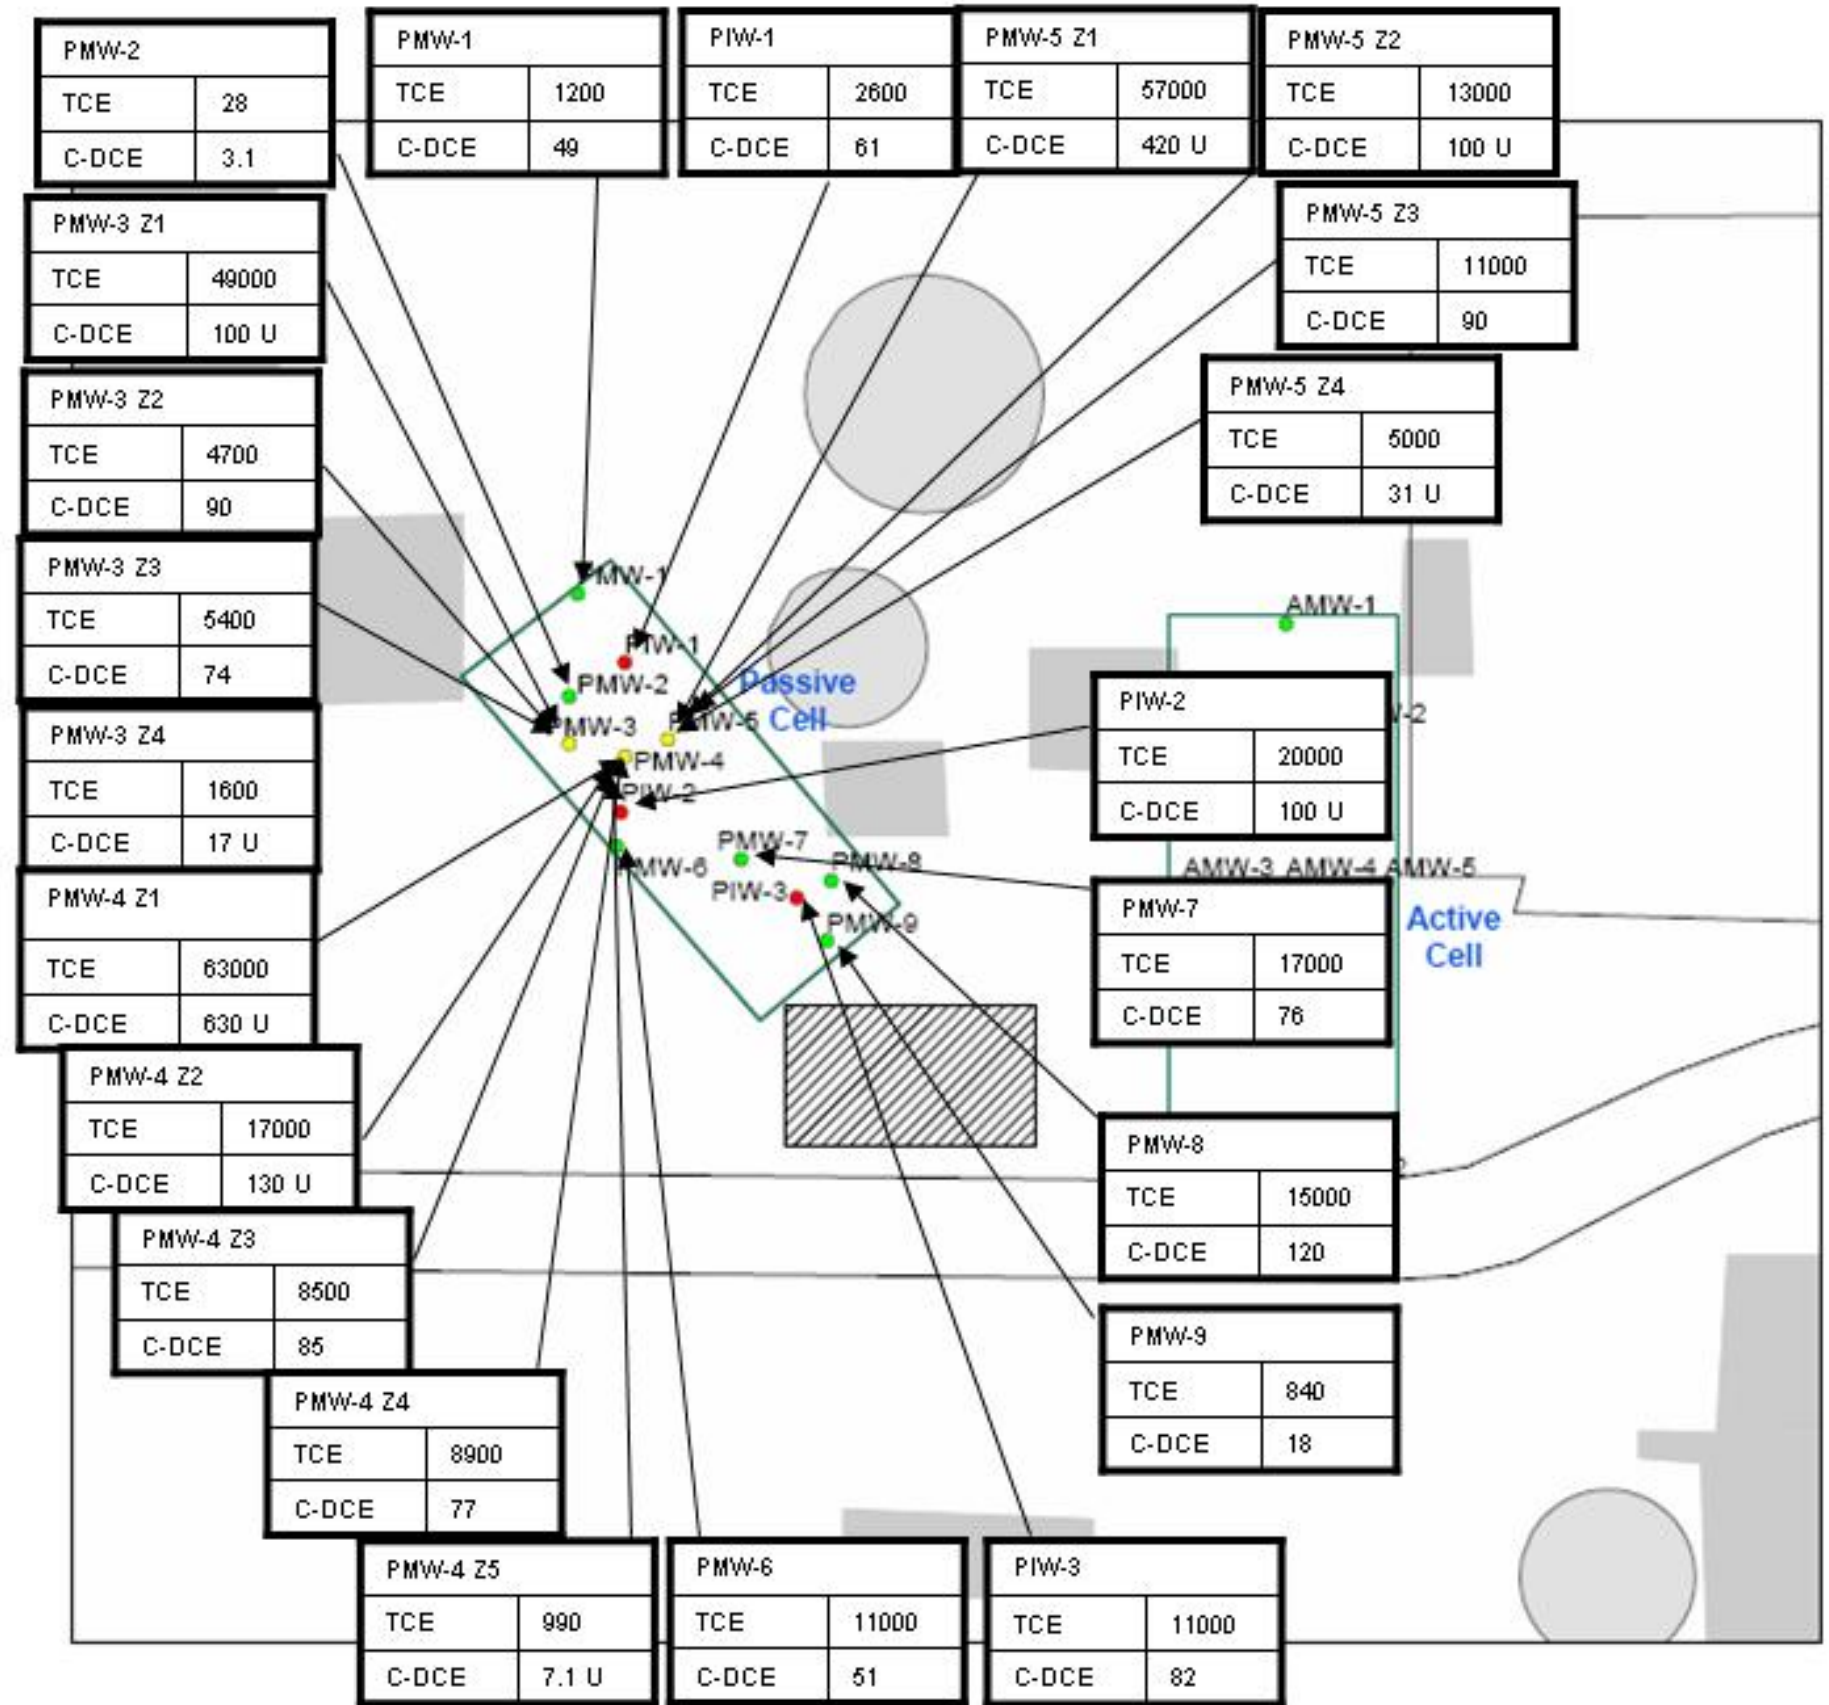 PMW-2
TCE 28
C-DCE 3.1
PMW-1
TCE 1200
C-DCE 49
PIW-1
TCE 2600
C-DCE 61
PMW-5 Z1
TCE 57000
C-DCE 420 U
PMW-5 Z2
TCE 13000
C-DCE 100 U
PMW-3 Z1
TCE 49000
C-DCE 100 U
PMW-5 Z3
TCE 11000
C-DCE 90
PMW-3 Z2
TCE 4700
C-DCE 90
PMW-5 Z4
TCE 5000
C-DCE 31 U
PMW-3 Z3
TCE 5400
C-DCE 74
PMW-1
AMW-1
PIW-1
PMW-2
Passive
Cell
PMW-3
PMW-5
PMW-4
PIW-2
PMW-3 Z4
TCE 1600
C-DCE 17 U
PIW-2
TCE 20000
C-DCE 100 U
PMW-7
PMW-8
PMW-6
PIW-3
PMW-9
AMW-3 AMW-4 AMW-5
Active
Cell
PMW-4 Z1
TCE 63000
C-DCE 630 U
PMW-7
TCE 17000
C-DCE 76
PMW-4 Z2
TCE 17000
C-DCE 130 U
PMW-8
TCE 15000
C-DCE 120
PMW-4 Z3
TCE 8500
C-DCE 85
PMW-9
TCE 840
C-DCE 18
PMW-4 Z4
TCE 8900
C-DCE 77
PMW-4 Z5
TCE 990
C-DCE 7.1 U
PMW-6
TCE 11000
C-DCE 51
PIW-3
TCE 11000
C-DCE 82